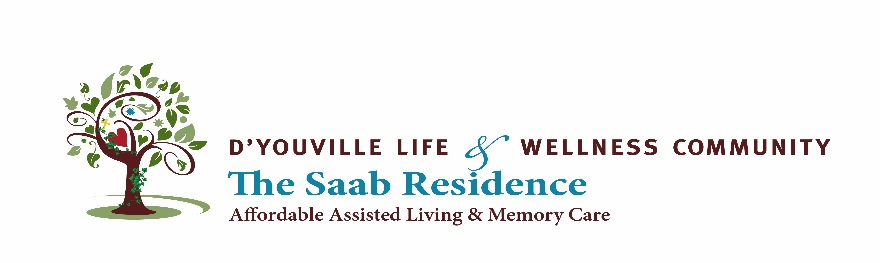 D'YOUVILLE LIFE & WELLNESS COMMUNITY
The Saab Residence
Affordable Assisted Living & Memory Care